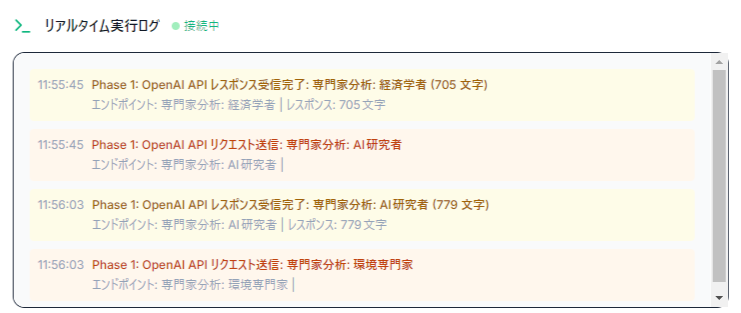 >_ リアルタイム実行ログ 接続中
11:55:45 Phase 1: OpenAI API レスポンス受信完了: 専門家分析: 経済学者 (705 文字)
エンドポイント: 専門家分析: 経済学者 | レスポンス: 705文字
11:55:45 Phase 1: OpenAI API リクエスト送信: 専門家分析: AI研究者
エンドポイント: 専門家分析: AI研究者 |
11:56:03 Phase 1: OpenAI API レスポンス受信完了: 専門家分析: AI研究者 (779 文字)
エンドポイント: 専門家分析: AI研究者 | レスポンス: 779文字
11:56:03 Phase 1: OpenAI API リクエスト送信: 専門家分析: 環境専門家
エンドポイント: 専門家分析: 環境専門家 |